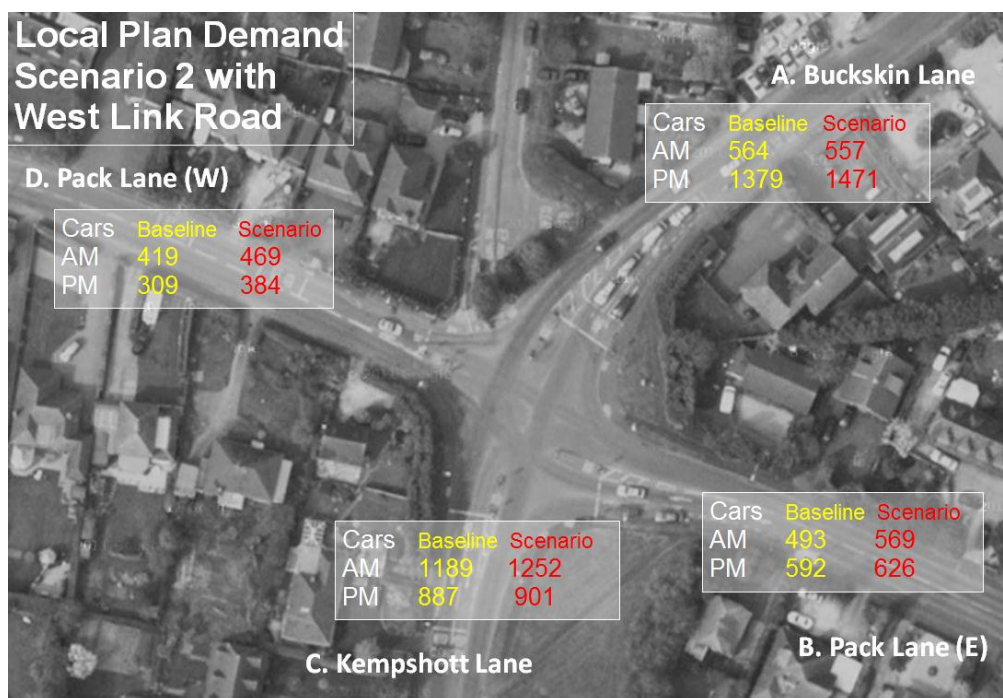 Local Plan Demand
Scenario 2 with
West Link Road
A. Buckskin Lane
Cars Baseline Scenario
AM 564 557
PM 1379 1471
D. Pack Lane (W)
Cars Baseline Scenario
AM 419 469
PM 309 384
Cars Baseline Scenario
AM 1189 1252
PM 887 901
C. Kempshott Lane
Cars Baseline Scenario
AM 493 569
PM 592 626
B. Pack Lane (E)